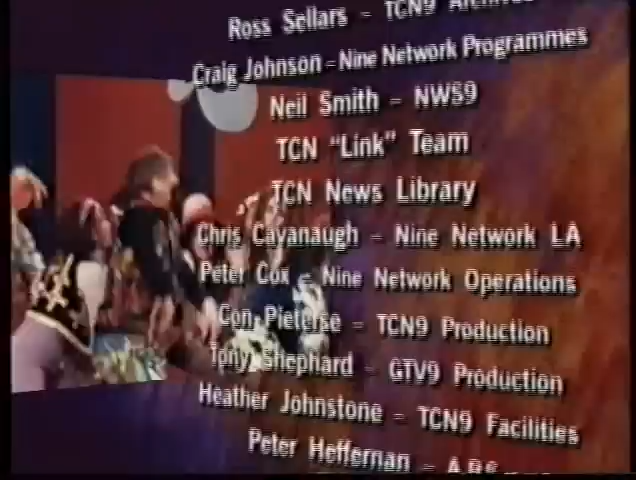 Ross Sellars - TCN9 Archives
Craig Johnson - Nine Network Programmes
Neil Smith - NWS9
TCN "Link" Team
TCN News Library
Chris Cavanaugh - Nine Network LA
Peter Cox - Nine Network Operations
Con Pieterse - TCN9 Production
Tony Shephard - GTV9 Production
Heather Johnstone - TCN9 Facilities
Peter Heffernan -